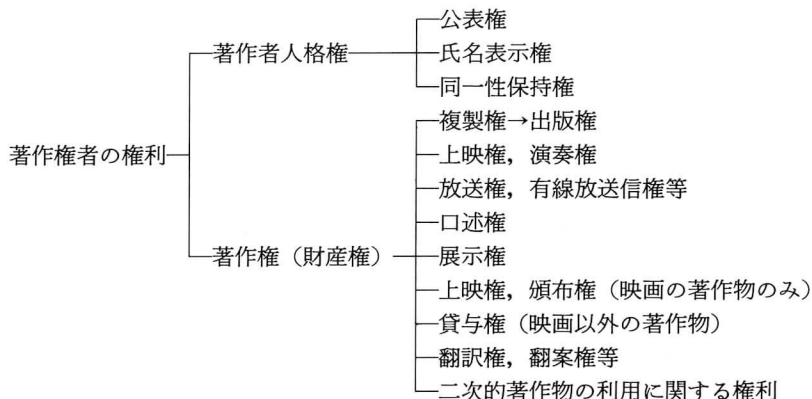 公表権
著作者人格権
氏名表示権
同一性保持権
複製権→出版権
著作権者の権利
上映権，演奏権
放送権，有線放送信権等
口述権
著作権（財産権）
展示権
上映権，頒布権（映画の著作物のみ）
貸与権（映画以外の著作物）
翻訳権，翻案権等
二次的著作物の利用に関する権利